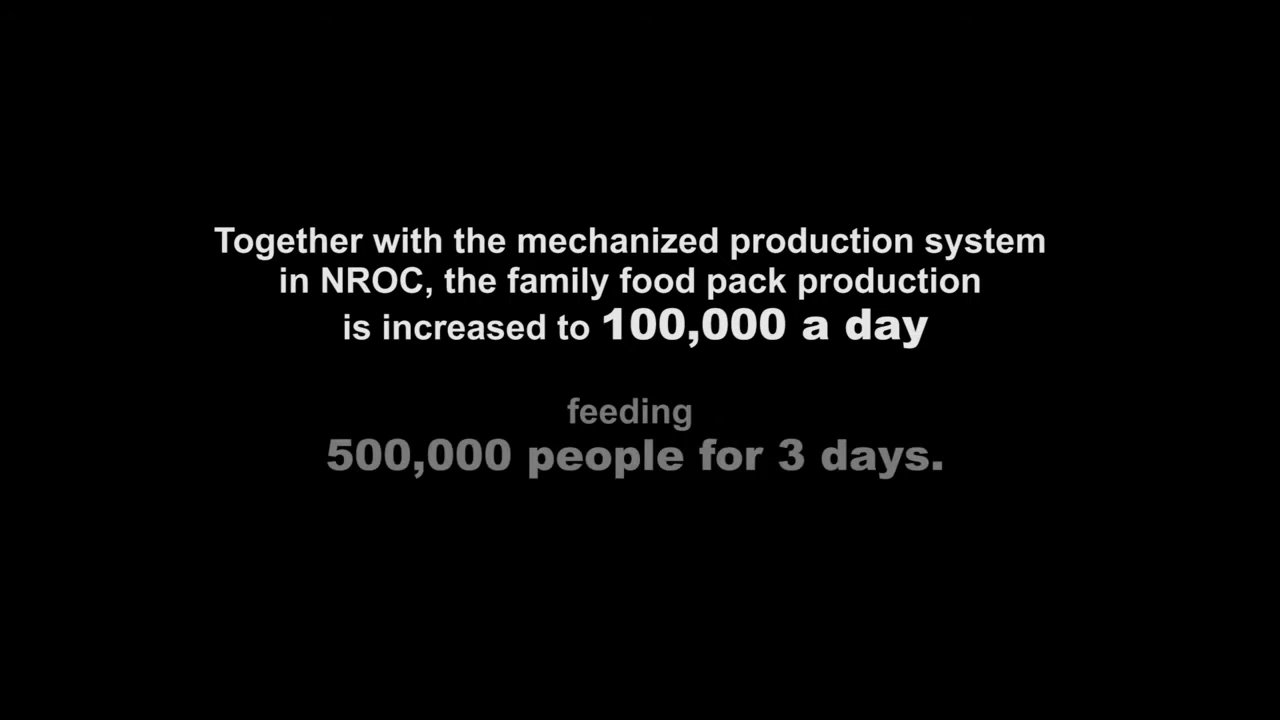 Together with the mechanized production system
in NROC, the family food pack production
is increased to 100,000 a day
feeding
500,000 people for 3 days.